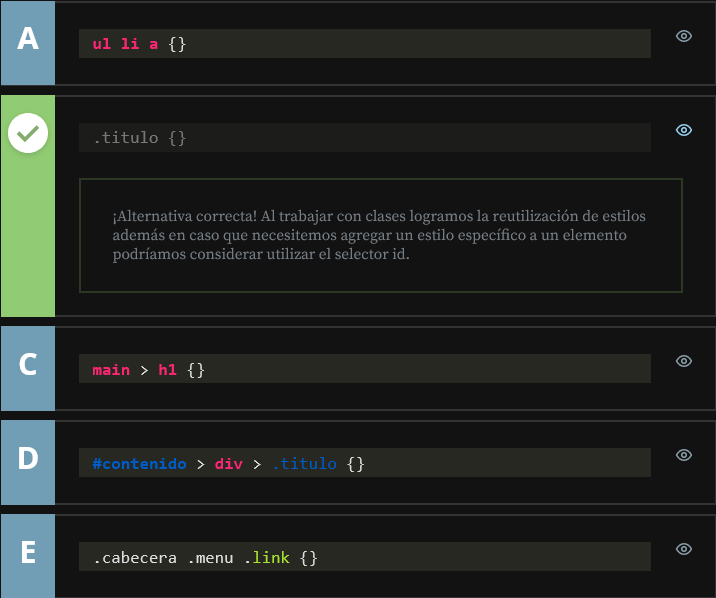 A
ul li a {}
.titulo {}
¡Alternativa correcta! Al trabajar con clases logramos la reutilización de estilos
además en caso que necesitemos agregar un estilo específico a un elemento
podríamos considerar utilizar el selector id.
C
main > h1 {}
D
#contenido > div > .titulo {}
E
.cabecera .menu .link {}